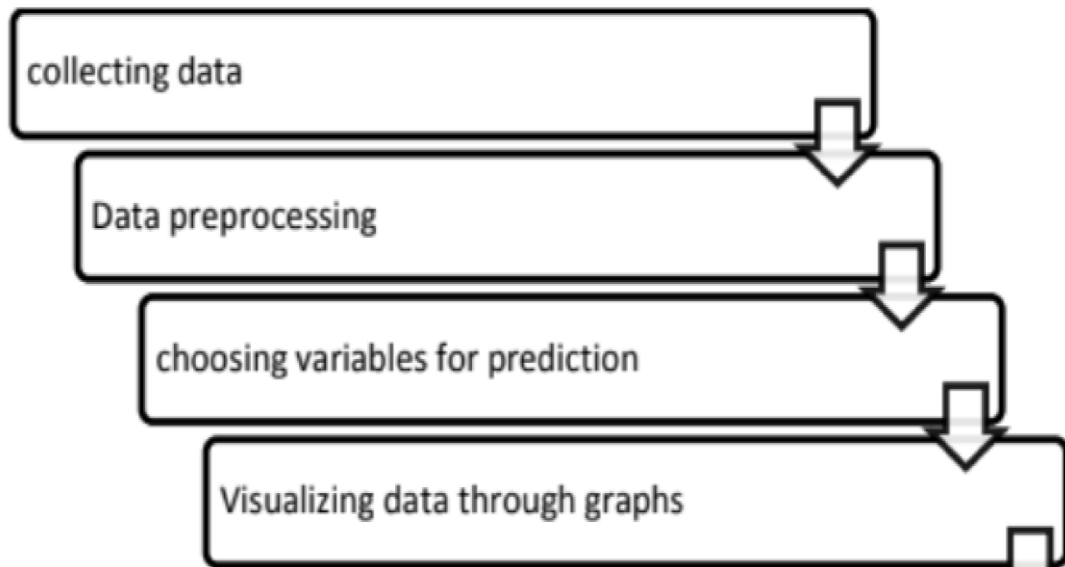 collecting data
Data preprocessing
choosing variables for prediction
Visualizing data through graphs